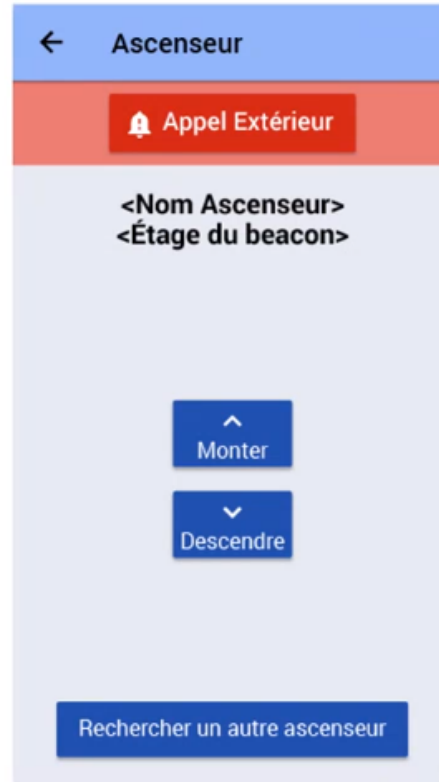 Ascenseur
Appel Extérieur
<Nom Ascenseur>
<Étage du beacon>
Monter
Descendre
Rechercher un autre ascenseur